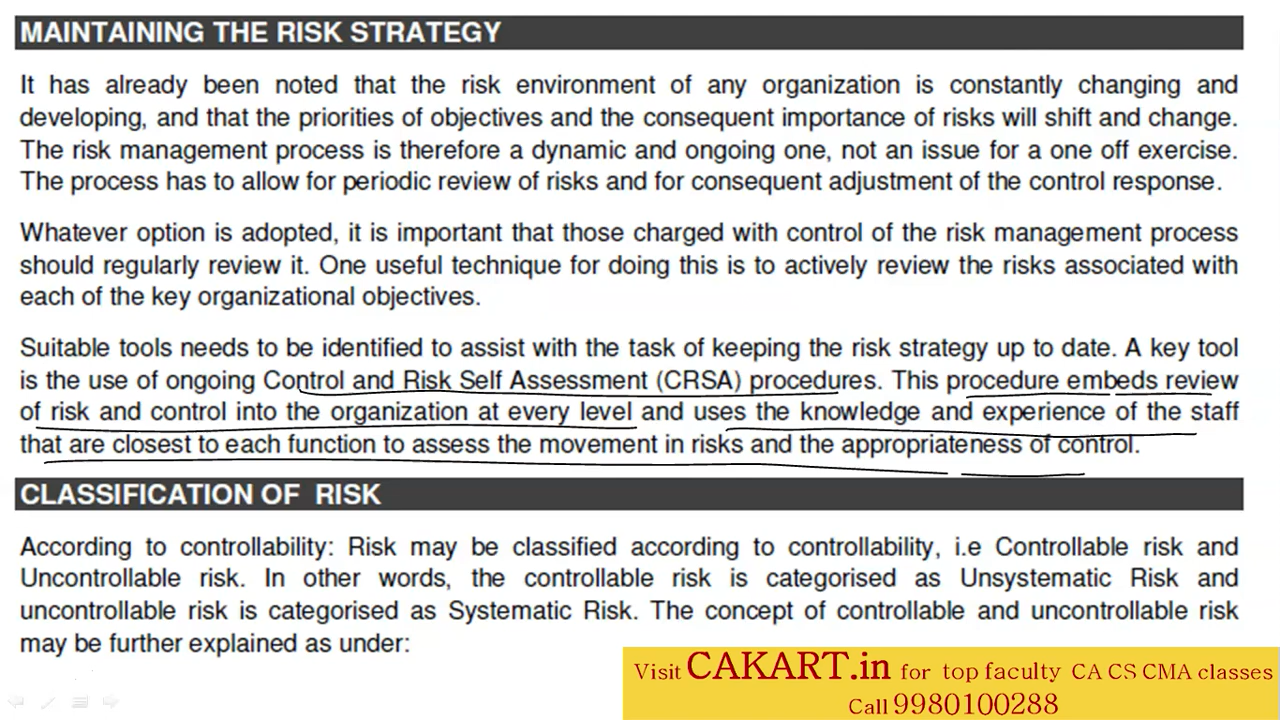 MAINTAINING THE RISK STRATEGY
It has already been noted that the risk environment of any organization is constantly changing and
developing, and that the priorities of objectives and the consequent importance of risks will shift and change.
The risk management process is therefore a dynamic and ongoing one, not an issue for a one off exercise.
The process has to allow for periodic review of risks and for consequent adjustment of the control response.
Whatever option is adopted, it is important that those charged with control of the risk management process
should regularly review it. One useful technique for doing this is to actively review the risks associated with
each of the key organizational objectives.
Suitable tools needs to be identified to assist with the task of keeping the risk strategy up to date. A key tool
is the use of ongoing Control and Risk Self Assessment (CRSA) procedures. This procedure embeds review
of risk and control into the organization at every level and uses the knowledge and experience of the staff
that are closest to each function to assess the movement in risks and the appropriateness of control.
CLASSIFICATION OF RISK
According to controllability: Risk may be classified according to controllability, i.e Controllable risk and
Uncontrollable risk. In other words, the controllable risk is categorised as Unsystematic Risk and
uncontrollable risk is categorised as Systematic Risk. The concept of controllable and uncontrollable risk
may be further explained as under:
Visit CAKART.in for top faculty CA CS CMA classes
Call 9980100288